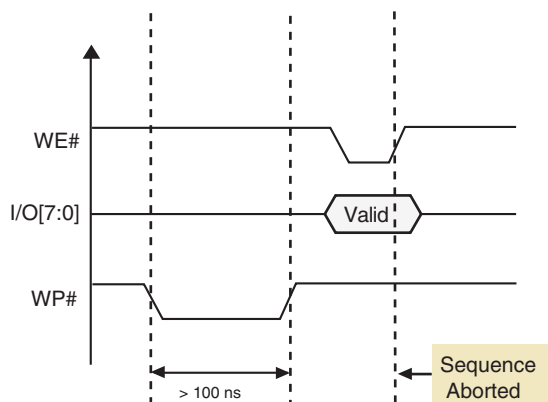 WE#
I/O[7:0]
Valid
WP#
> 100 ns
Sequence
Aborted